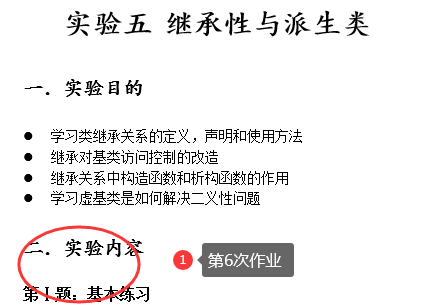 实验五 继承性与派生类
一．实验目的
● 学习类继承关系的定义，声明和使用方法
● 继承对基类访问控制的改造
● 继承关系中构造函数和析构函数的作用
● 学习虚基类是如何解决二义性问题
二．实验内容
1 第6次作业
第 I 题：基本练习